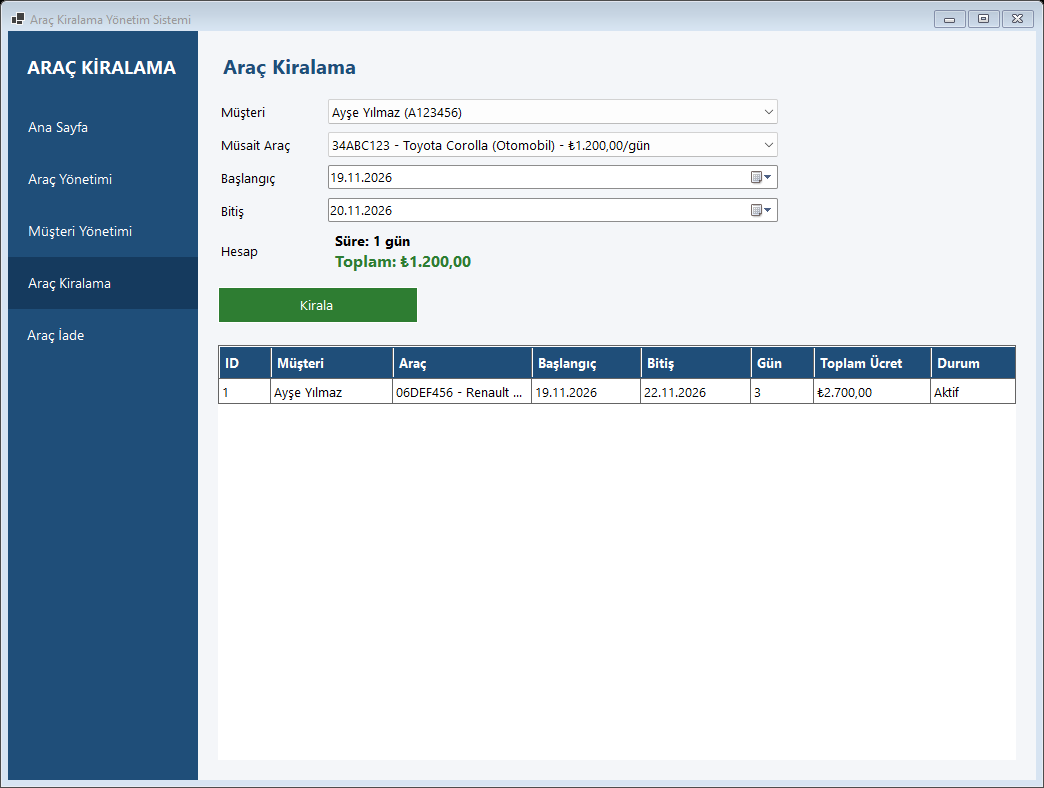 Araç Kiralama Yönetim Sistemi
ARAÇ KİRALAMA
Ana Sayfa
Araç Yönetimi
Müşteri Yönetimi
Araç Kiralama
Araç İade
Araç Kiralama
Müşteri Ayşe Yılmaz (A123456)
Müsait Araç 34ABC123 - Toyota Corolla (Otomobil) - ₺1.200,00/gün
Başlangıç 19.11.2026
Bitiş 20.11.2026
Hesap
Süre: 1 gün
Toplam: ₺1.200,00
Kirala
ID Müşteri Araç Başlangıç Bitiş Gün Toplam Ücret Durum
1 Ayşe Yılmaz 06DEF456 - Renault ... 19.11.2026 22.11.2026 3 ₺2.700,00 Aktif